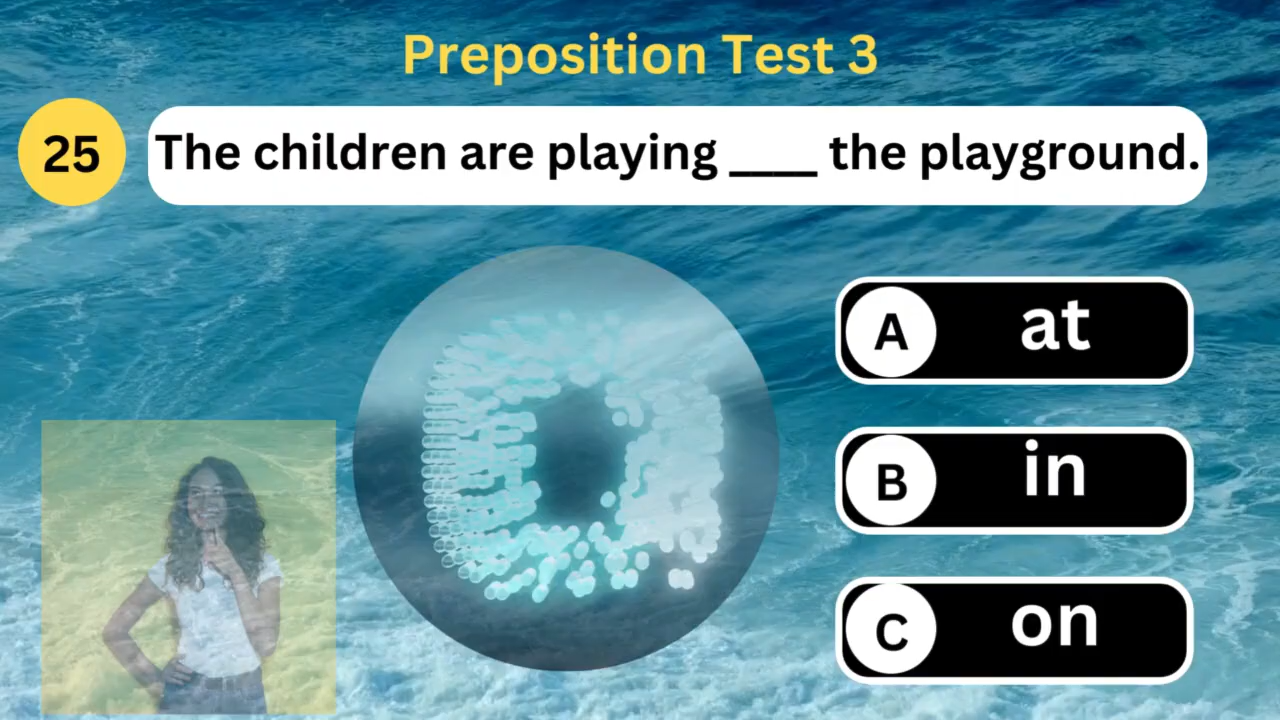 Preposition Test 3
25
The children are playing ____ the playground.
A at
B in
C on